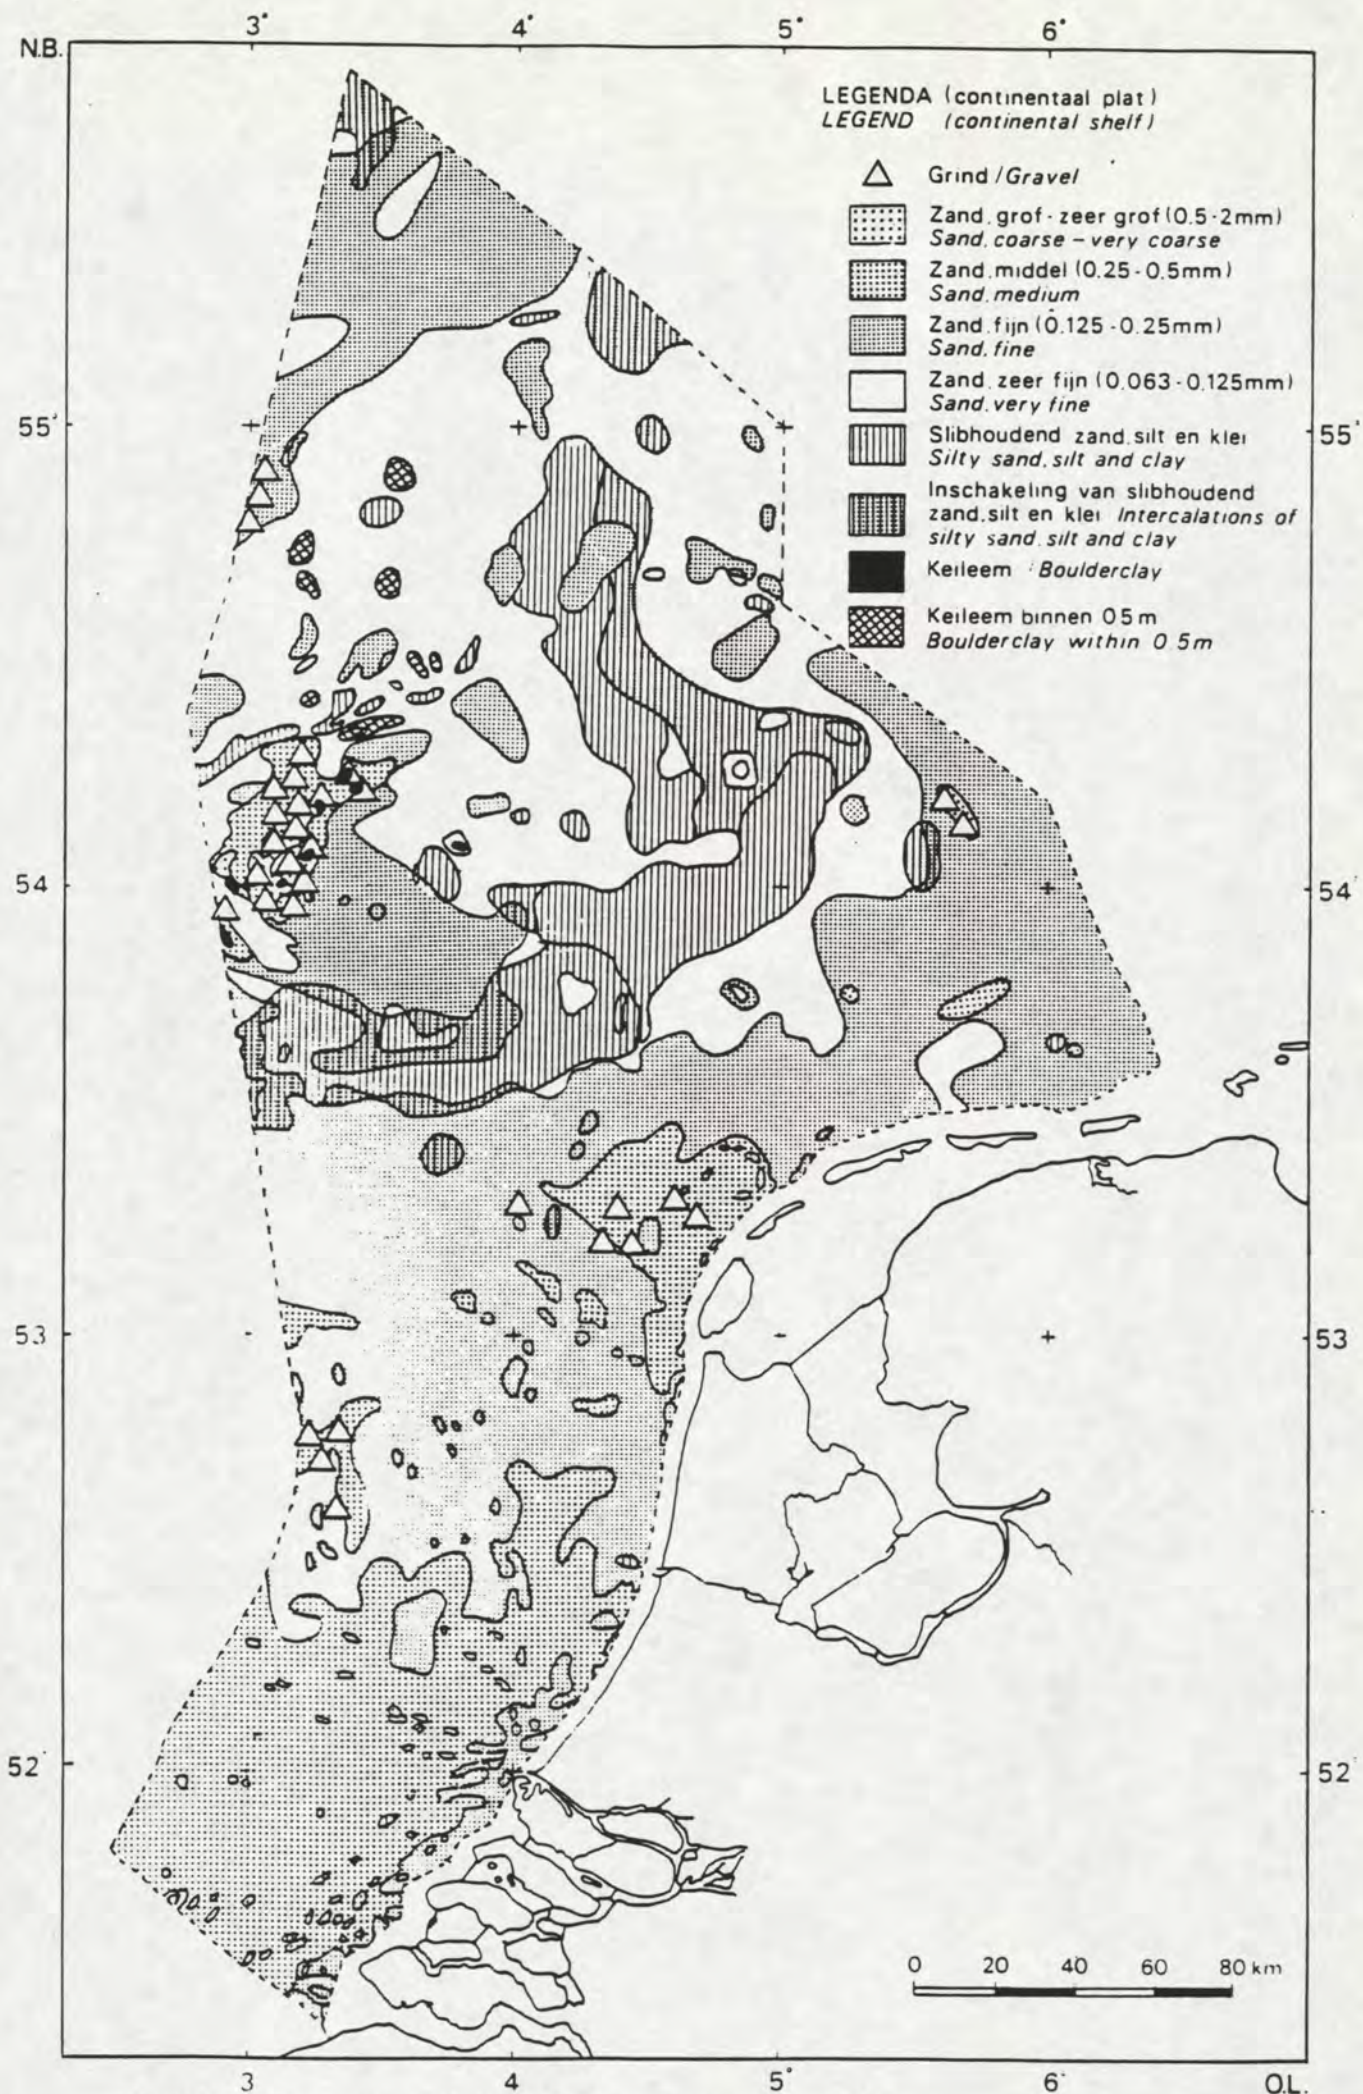 3° 4° 5° 6°
N.B.
LEGENDA (continentaal plat)
LEGEND (continental shelf)
Grind / Gravel
Zand. grof - zeer grof (0.5 - 2mm)
Sand. coarse - very coarse
Zand. middel (0.25 - 0.5mm)
Sand. medium
Zand. fijn (0.125 - 0.25mm)
Sand. fine
Zand. zeer fijn (0.063 - 0.125mm)
Sand. very fine
Slibhoudend zand. silt en klei
Silty sand. silt and clay
Inschakeling van slibhoudend
zand. silt en klei Intercalations of
silty sand. silt and clay
Keileem Boulderclay
Keileem binnen 0 5 m
Boulderclay within 0. 5 m
55° 55°
54 54°
53 53°
52° 52°
0 20 40 60 80 km
3 4 5° 6° O.L.